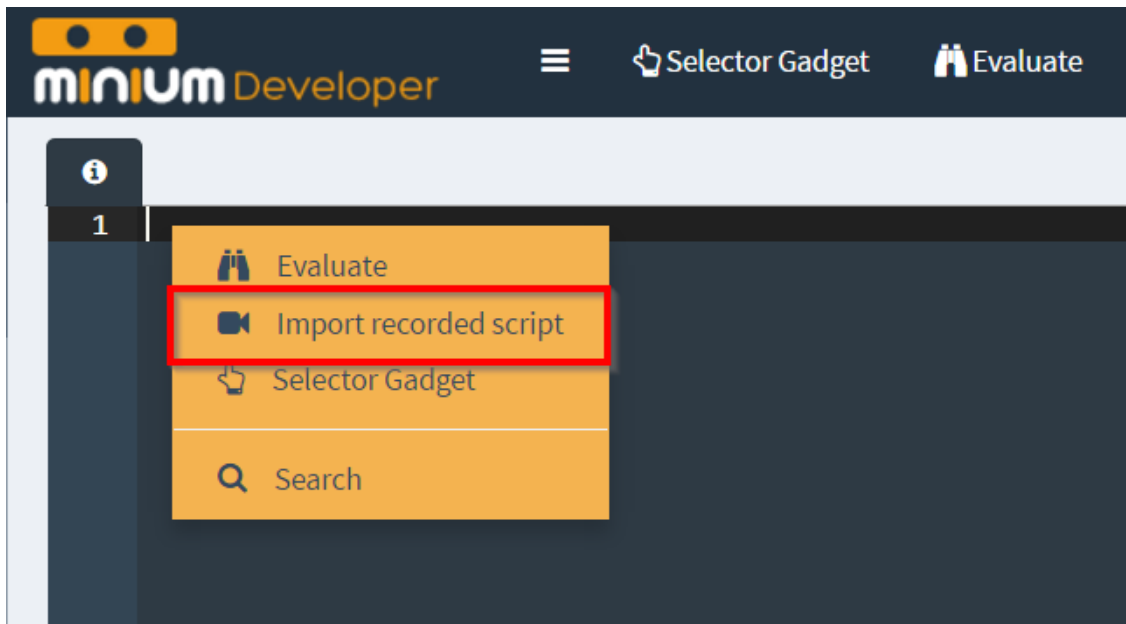 MINIUM Developer
Selector Gadget
Evaluate
1
Evaluate
Import recorded script
Selector Gadget
Search